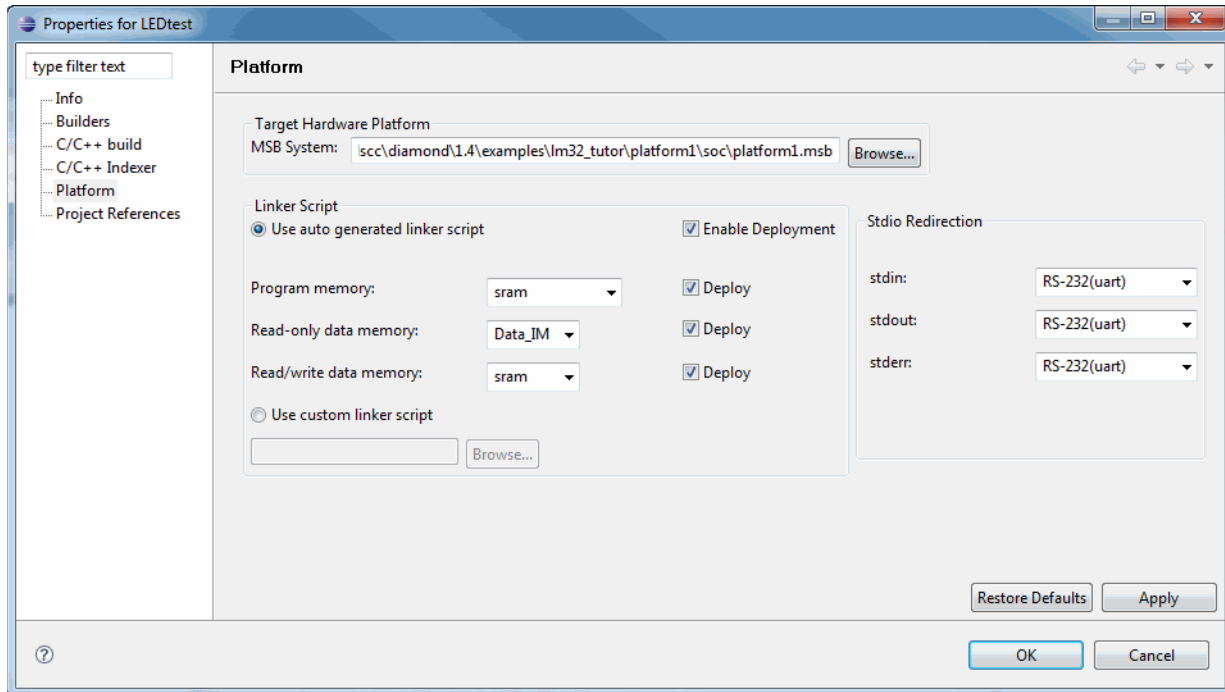 Properties for LEDtest
type filter text
Info
Builders
C/C++ build
C/C++ Indexer
Platform
Project References
Platform
Target Hardware Platform
MSB System: lscc\diamond\1.4\examples\lm32_tutor\platform1\soc\platform1.msb Browse...
Linker Script
Use auto generated linker script Enable Deployment
Program memory: sram Deploy
Read-only data memory: Data_IM Deploy
Read/write data memory: sram Deploy
Use custom linker script
Browse...
Stdio Redirection
stdin: RS-232(uart)
stdout: RS-232(uart)
stderr: RS-232(uart)
Restore Defaults Apply
?
OK Cancel